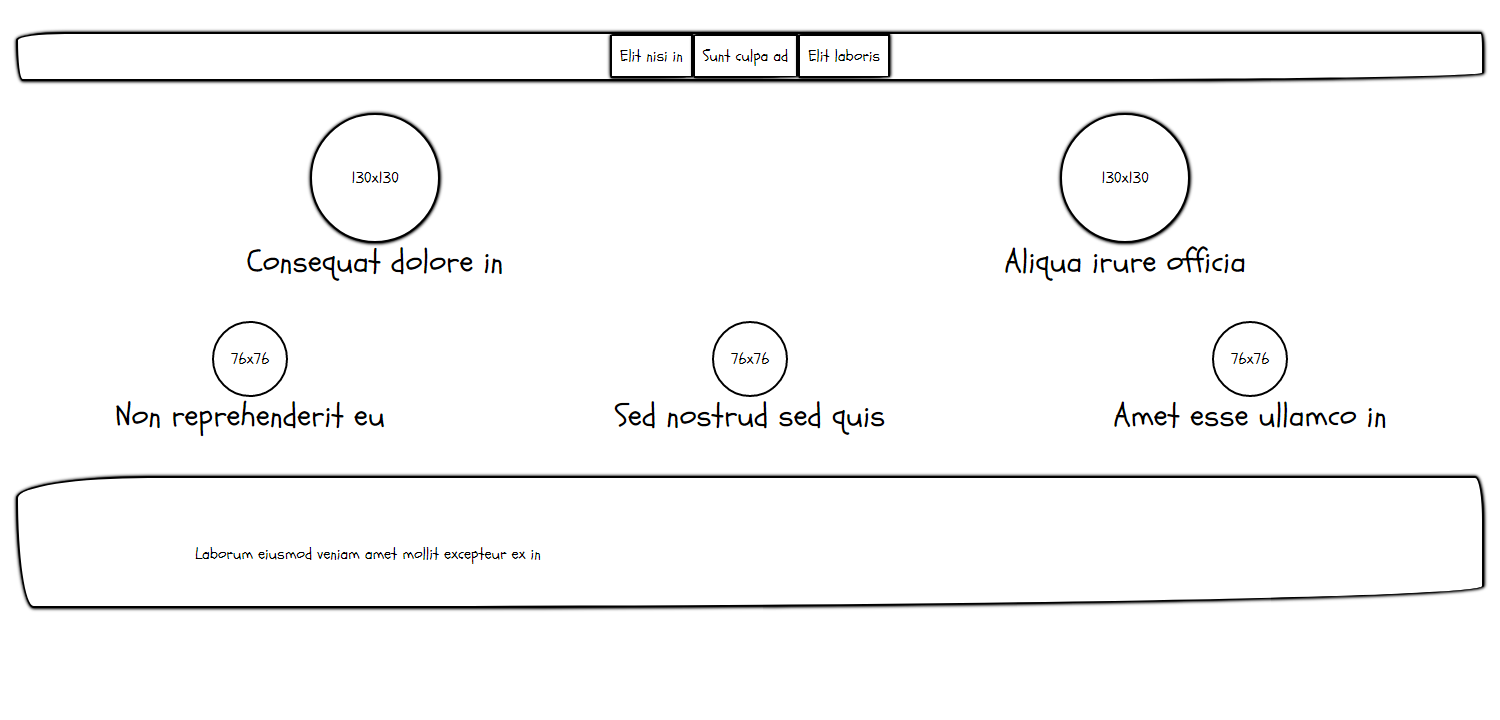 Elit nisi in
Sunt culpa ad
Elit laboris
130x130
130x130
Consequat dolore in
Aliqua irure officia
76x76
76x76
76x76
Non reprehenderit eu
Sed nostrud sed quis
Amet esse ullamco in
Laborum eiusmod veniam amet mollit excepteur ex in